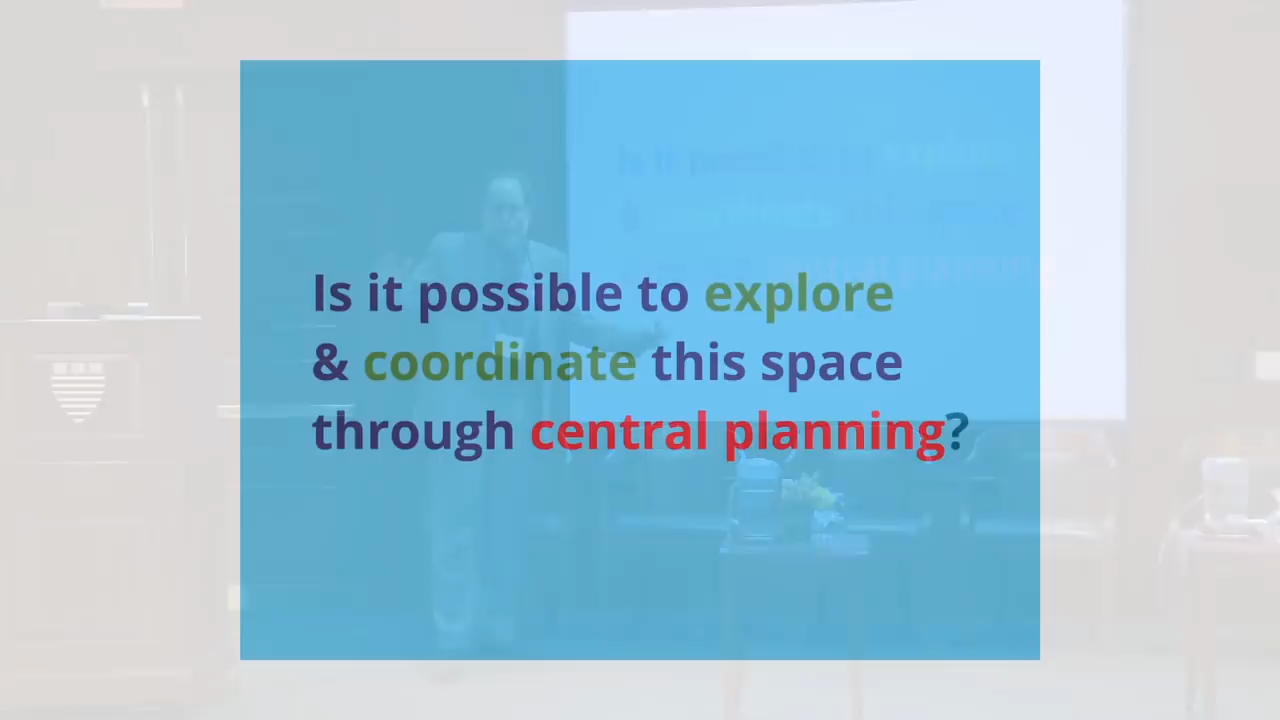 Is it possible to explore
& coordinate this space
through central planning?